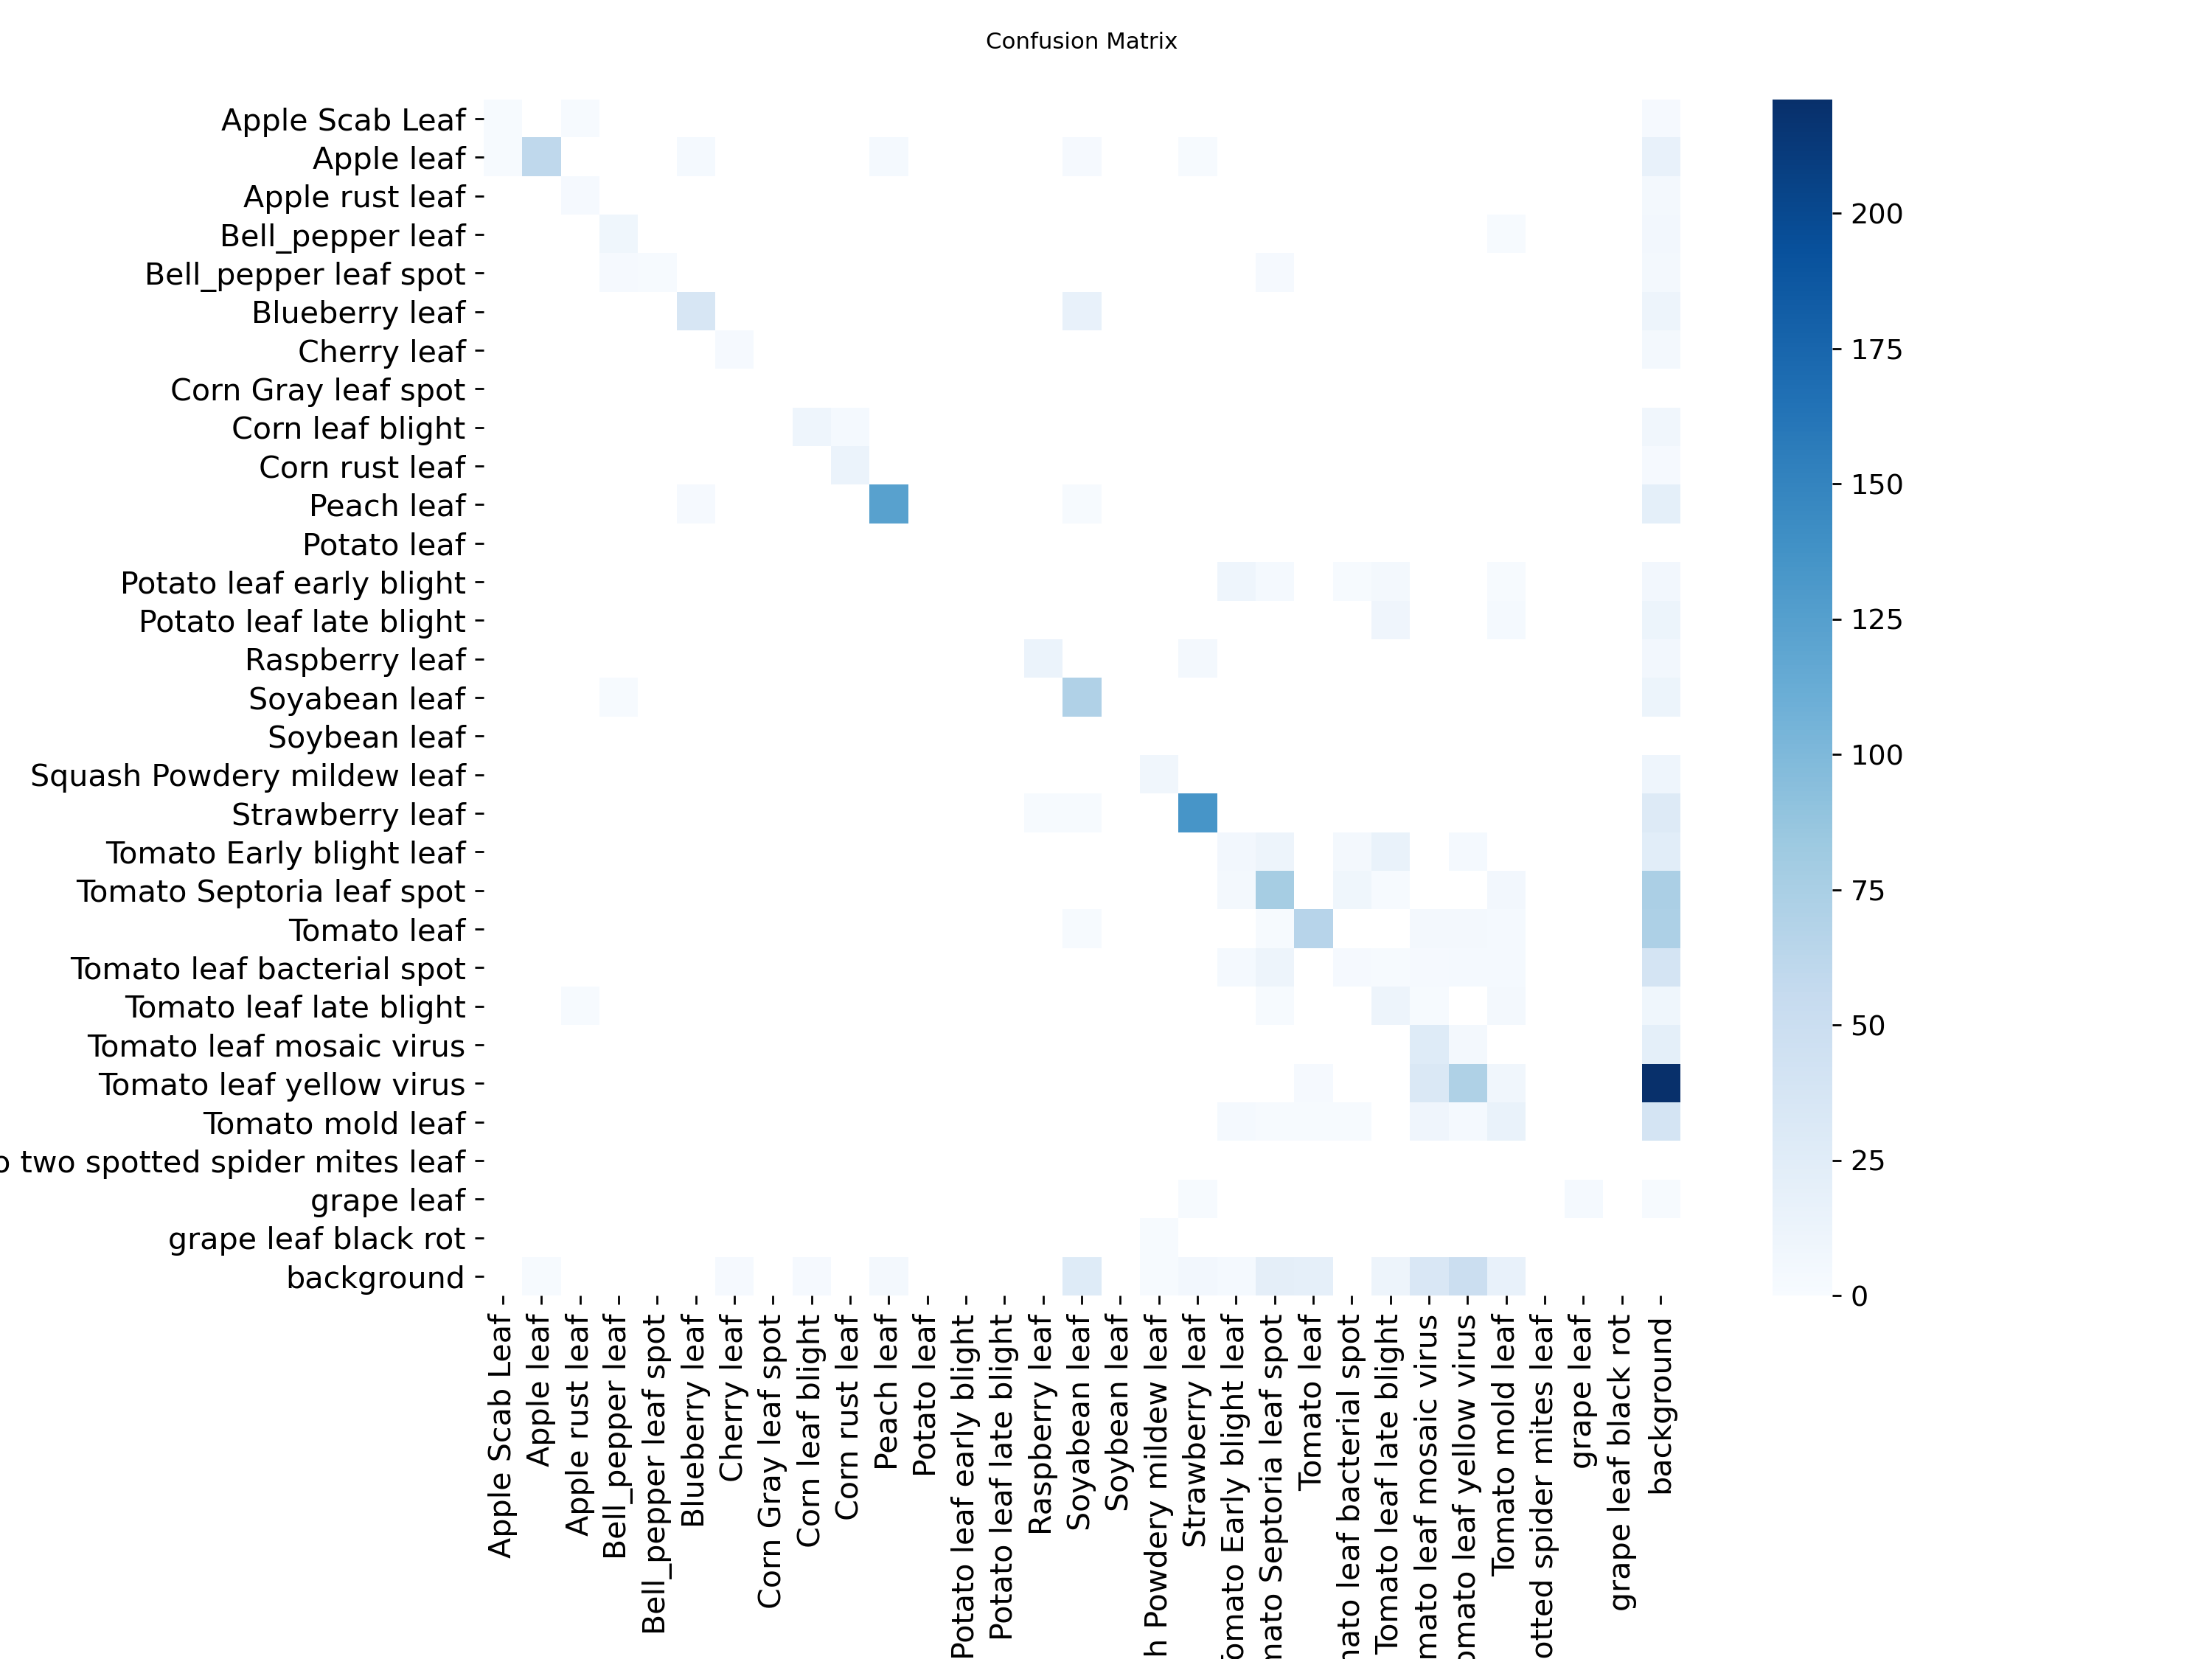 Confusion Matrix
Apple Scab Leaf
Apple leaf
Apple rust leaf
Bell_pepper leaf
Bell_pepper leaf spot
Blueberry leaf
Cherry leaf
Corn Gray leaf spot
Corn leaf blight
Corn rust leaf
Peach leaf
Potato leaf
Potato leaf early blight
Potato leaf late blight
Raspberry leaf
Soyabean leaf
Soybean leaf
Squash Powdery mildew leaf
Strawberry leaf
Tomato Early blight leaf
Tomato Septoria leaf spot
Tomato leaf
Tomato leaf bacterial spot
Tomato leaf late blight
Tomato leaf mosaic virus
Tomato leaf yellow virus
Tomato mold leaf
o two spotted spider mites leaf
grape leaf
grape leaf black rot
background
Apple Scab Leaf
Apple leaf
Apple rust leaf
Bell_pepper leaf
Bell_pepper leaf spot
Blueberry leaf
Cherry leaf
Corn Gray leaf spot
Corn leaf blight
Corn rust leaf
Peach leaf
Potato leaf
Potato leaf early blight
Potato leaf late blight
Raspberry leaf
Soyabean leaf
Soybean leaf
h Powdery mildew leaf
Strawberry leaf
Tomato Early blight leaf
mato Septoria leaf spot
Tomato leaf
mato leaf bacterial spot
Tomato leaf late blight
mato leaf mosaic virus
omato leaf yellow virus
Tomato mold leaf
otted spider mites leaf
grape leaf
grape leaf black rot
background
200
175
150
125
100
75
50
25
0